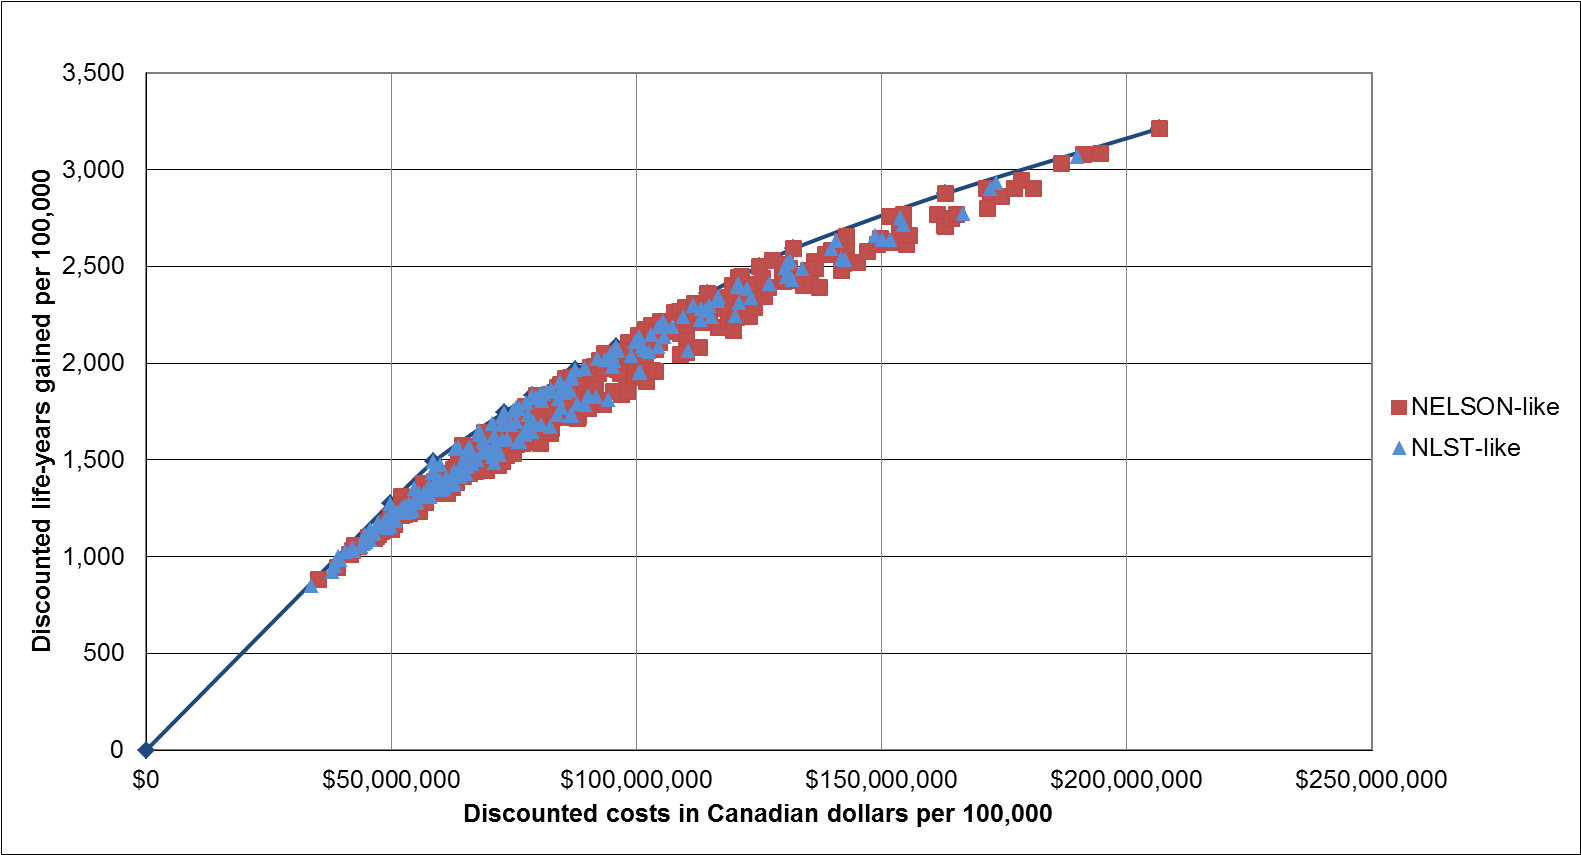 3,500
3,000
2,500
2,000
1,500
1,000
500
0
Discounted life-years gained per 100,000
$0 $50,000,000 $100,000,000 $150,000,000 $200,000,000 $250,000,000
Discounted costs in Canadian dollars per 100,000
NELSON-like
NLST-like